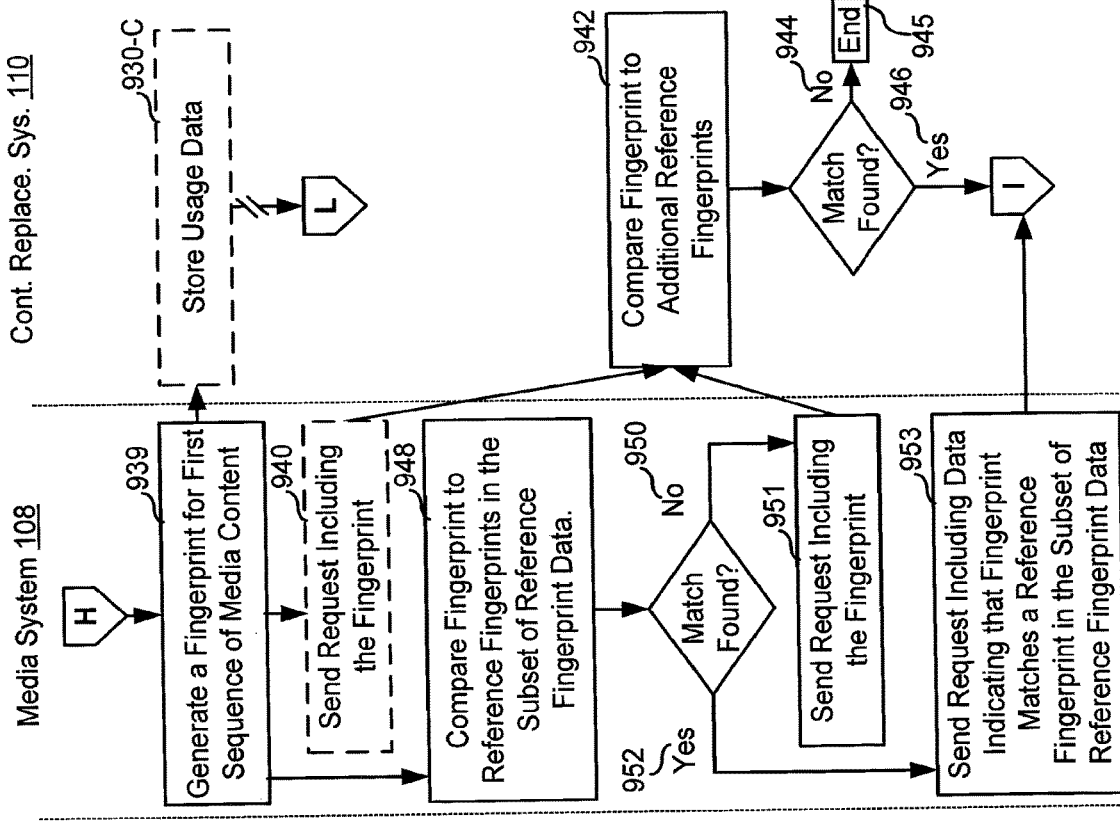 Media System 108
Cont. Replace. Sys. 110
H
939
Generate a Fingerprint for First
Sequence of Media Content
930-C
Store Usage Data
L
940
Send Request Including
the Fingerprint
948
Compare Fingerprint to
Reference Fingerprints in the
Subset of Reference
Fingerprint Data.
942
Compare Fingerprint to
Additional Reference
Fingerprints
Match
Found?
950
No
952
Yes
951
Send Request Including
the Fingerprint
Match
Found?
944
No
End
945
946
Yes
I
953
Send Request Including Data
Indicating that Fingerprint
Matches a Reference
Fingerprint in the Subset of
Reference Fingerprint Data